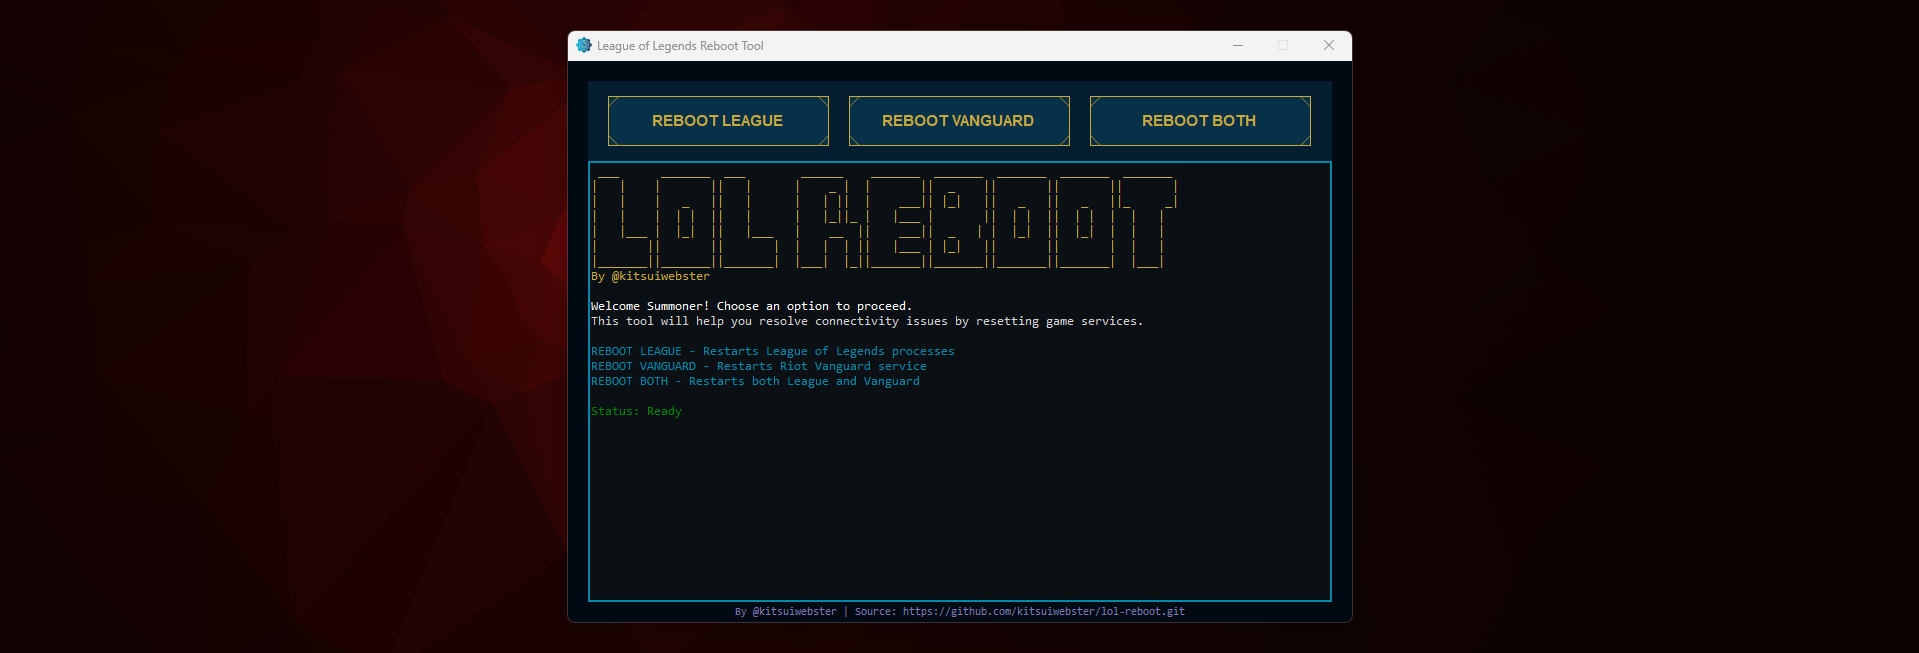 League of Legends Reboot Tool
REBOOT LEAGUE REBOOT VANGUARD REBOOT BOTH
LOL REBOOT
By @kitsuiwebster
Welcome Summoner! Choose an option to proceed.
This tool will help you resolve connectivity issues by resetting game services.
REBOOT LEAGUE - Restarts League of Legends processes
REBOOT VANGUARD - Restarts Riot Vanguard service
REBOOT BOTH - Restarts both League and Vanguard
Status: Ready
By @kitsuiwebster | Source: https://github.com/kitsuiwebster/lol-reboot.git